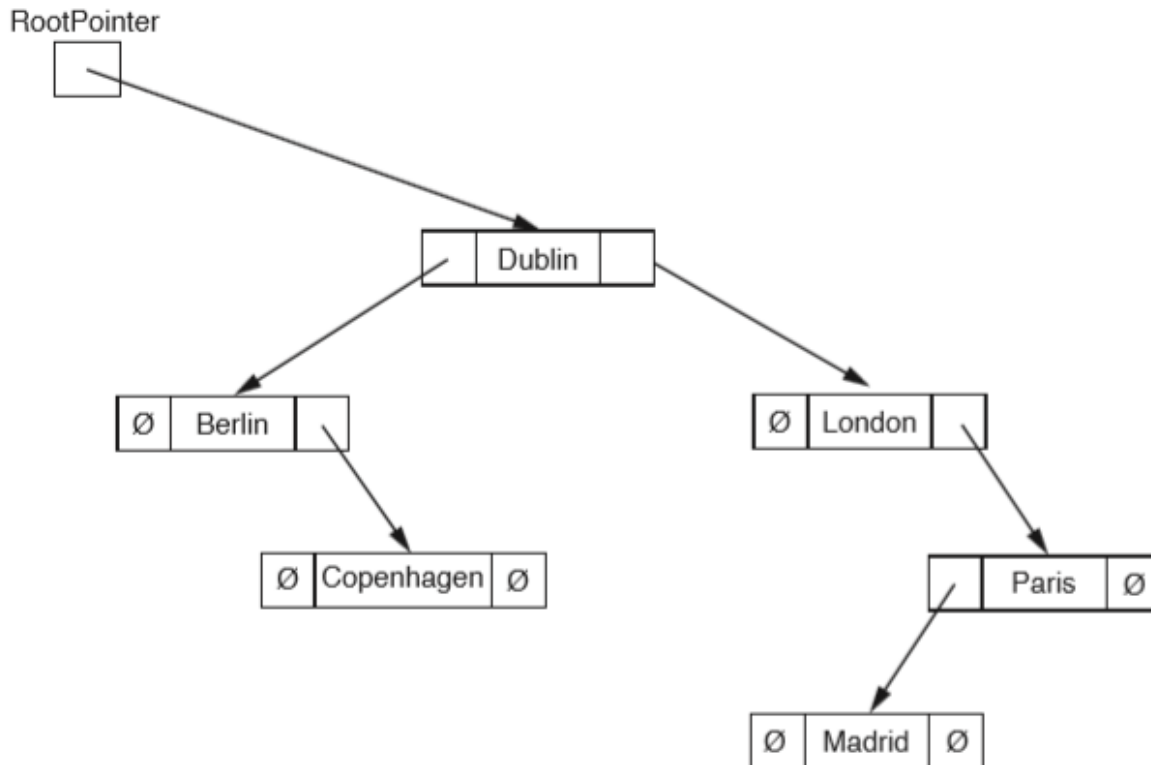 RootPointer
Dublin
Ø Berlin
Ø London
Ø Copenhagen Ø
Paris Ø
Ø Madrid Ø